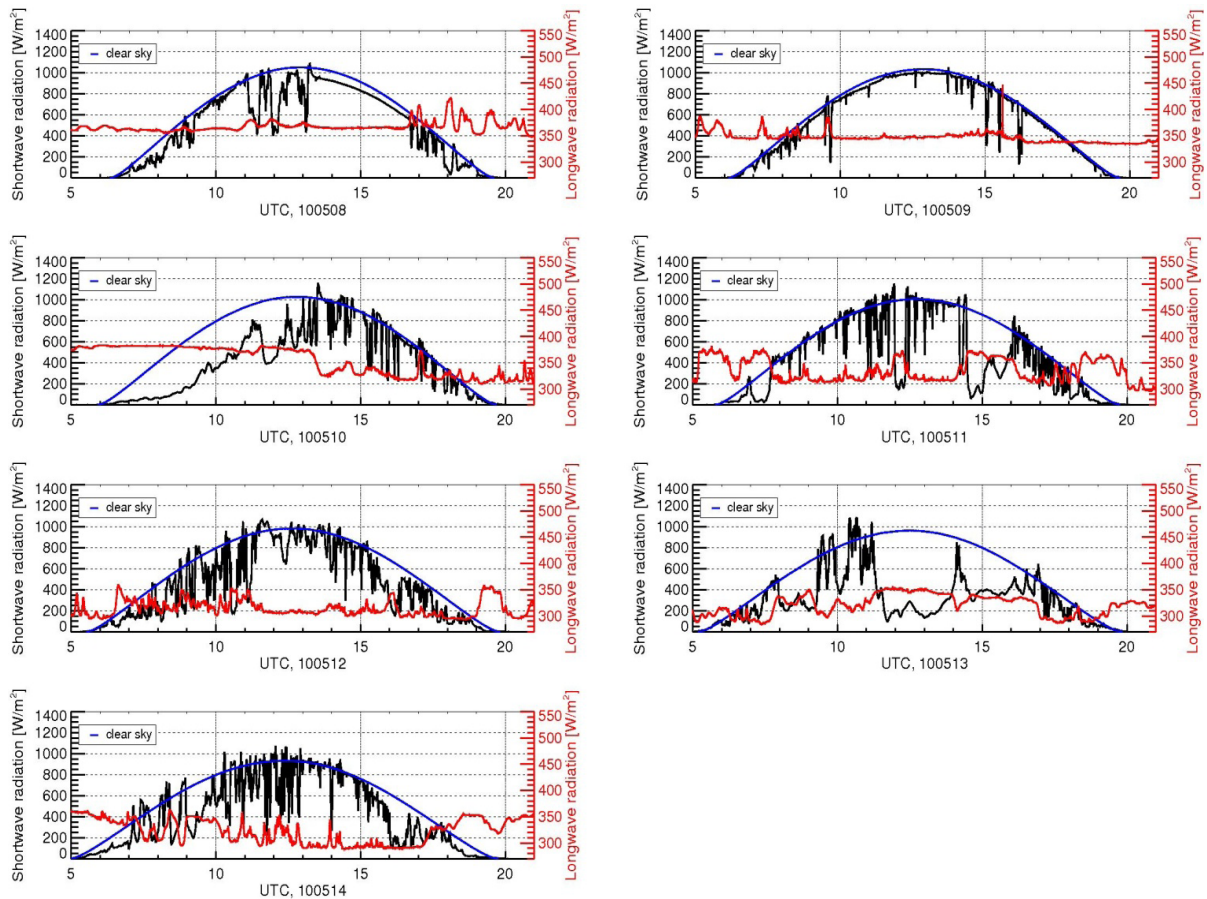 Shortwave radiation [W/m²]
1400
1200
1000
800
600
400
200
0
clear sky
5 10 15 20
UTC, 100508
550
500
450
400
350
300
Longwave radiation [W/m²]
Shortwave radiation [W/m²]
1400
1200
1000
800
600
400
200
0
clear sky
5 10 15 20
UTC, 100509
550
500
450
400
350
300
Longwave radiation [W/m²]
Shortwave radiation [W/m²]
1400
1200
1000
800
600
400
200
0
clear sky
5 10 15 20
UTC, 100510
550
500
450
400
350
300
Longwave radiation [W/m²]
Shortwave radiation [W/m²]
1400
1200
1000
800
600
400
200
0
clear sky
5 10 15 20
UTC, 100511
550
500
450
400
350
300
Longwave radiation [W/m²]
Shortwave radiation [W/m²]
1400
1200
1000
800
600
400
200
0
clear sky
5 10 15 20
UTC, 100512
550
500
450
400
350
300
Longwave radiation [W/m²]
Shortwave radiation [W/m²]
1400
1200
1000
800
600
400
200
0
clear sky
5 10 15 20
UTC, 100513
550
500
450
400
350
300
Longwave radiation [W/m²]
Shortwave radiation [W/m²]
1400
1200
1000
800
600
400
200
0
clear sky
5 10 15 20
UTC, 100514
550
500
450
400
350
300
Longwave radiation [W/m²]